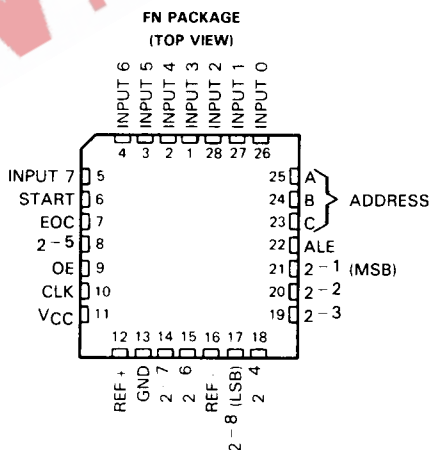 FN PACKAGE
(TOP VIEW)
INPUT 6
INPUT 5
INPUT 4
INPUT 3
INPUT 2
INPUT 1
INPUT 0
4 3 2 1 28 27 26
INPUT 7 5
START 6
EOC 7
2-5 8
OE 9
CLK 10
VCC 11
25 A
24 B ADDRESS
23 C
22 ALE
21 2-1 (MSB)
20 2-2
19 2-3
12 13 14 15 16 17 18
REF +
GND
2-7
2 6
REF -
2-8 (LSB)
2 4